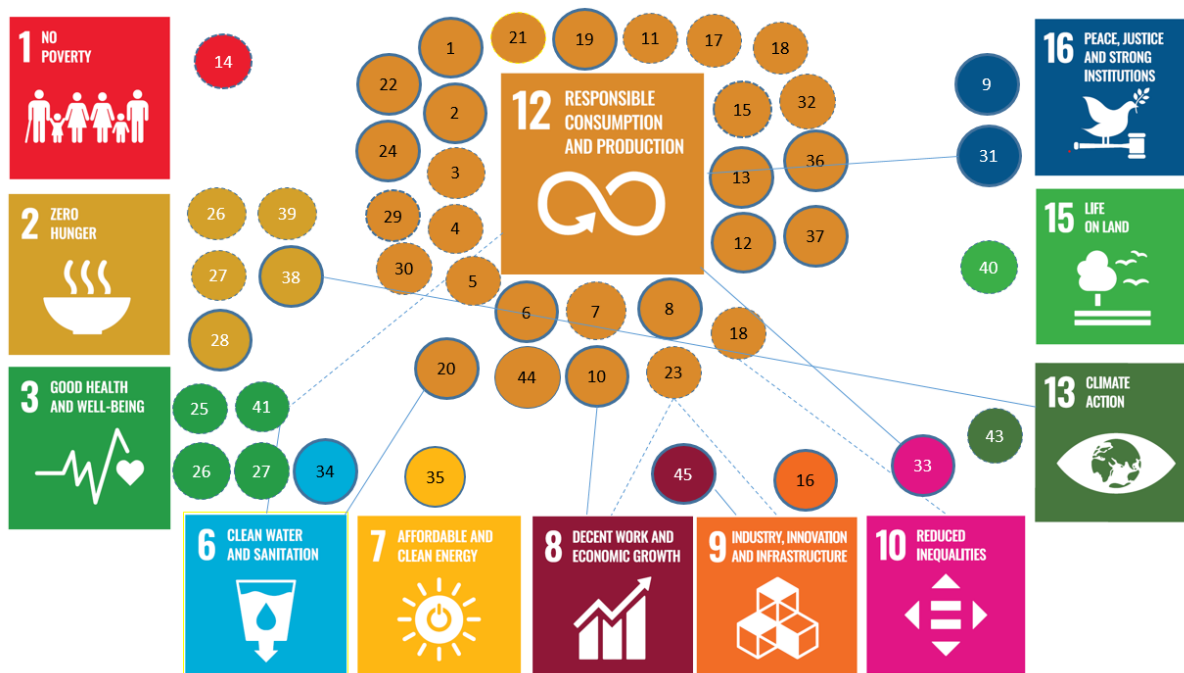 1 NO
POVERTY
14
1
21
19
11
17
18
22
2
24
3
29
4
30
5
12 RESPONSIBLE
CONSUMPTION
AND PRODUCTION
15
32
13
36
12
37
6
7
8
18
20
44
10
23
16 PEACE, JUSTICE
AND STRONG
INSTITUTIONS
9
31
2 ZERO
HUNGER
26
39
27
38
28
15 LIFE
ON LAND
40
3 GOOD HEALTH
AND WELL-BEING
25
41
26
27
34
35
45
16
33
43
13 CLIMATE
ACTION
6 CLEAN WATER
AND SANITATION
7 AFFORDABLE AND
CLEAN ENERGY
8 DECENT WORK AND
ECONOMIC GROWTH
9 INDUSTRY, INNOVATION
AND INFRASTRUCTURE
10 REDUCED
INEQUALITIES